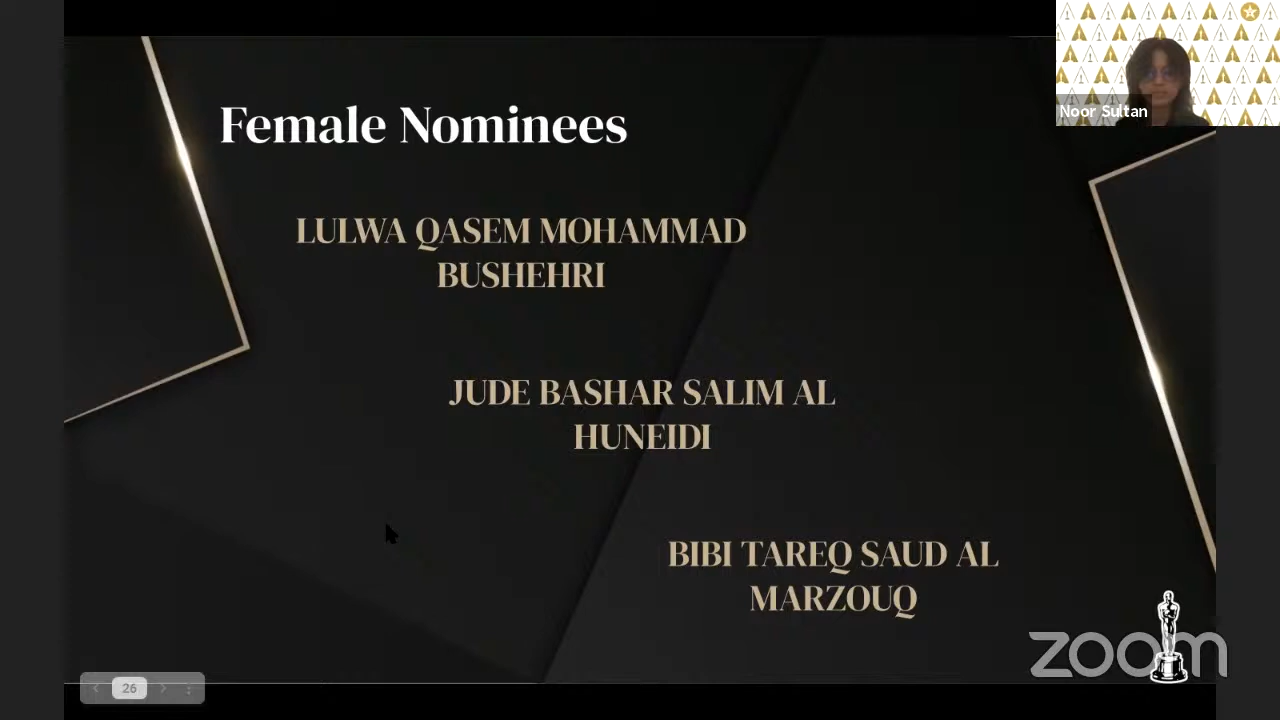 Female Nominees
Noor Sultan
LULWA QASEM MOHAMMAD
BUSHEHRI
JUDE BASHAR SALIM AL
HUNEIDI
BIBI TAREQ SAUD AL
MARZOUQ
zoom
26